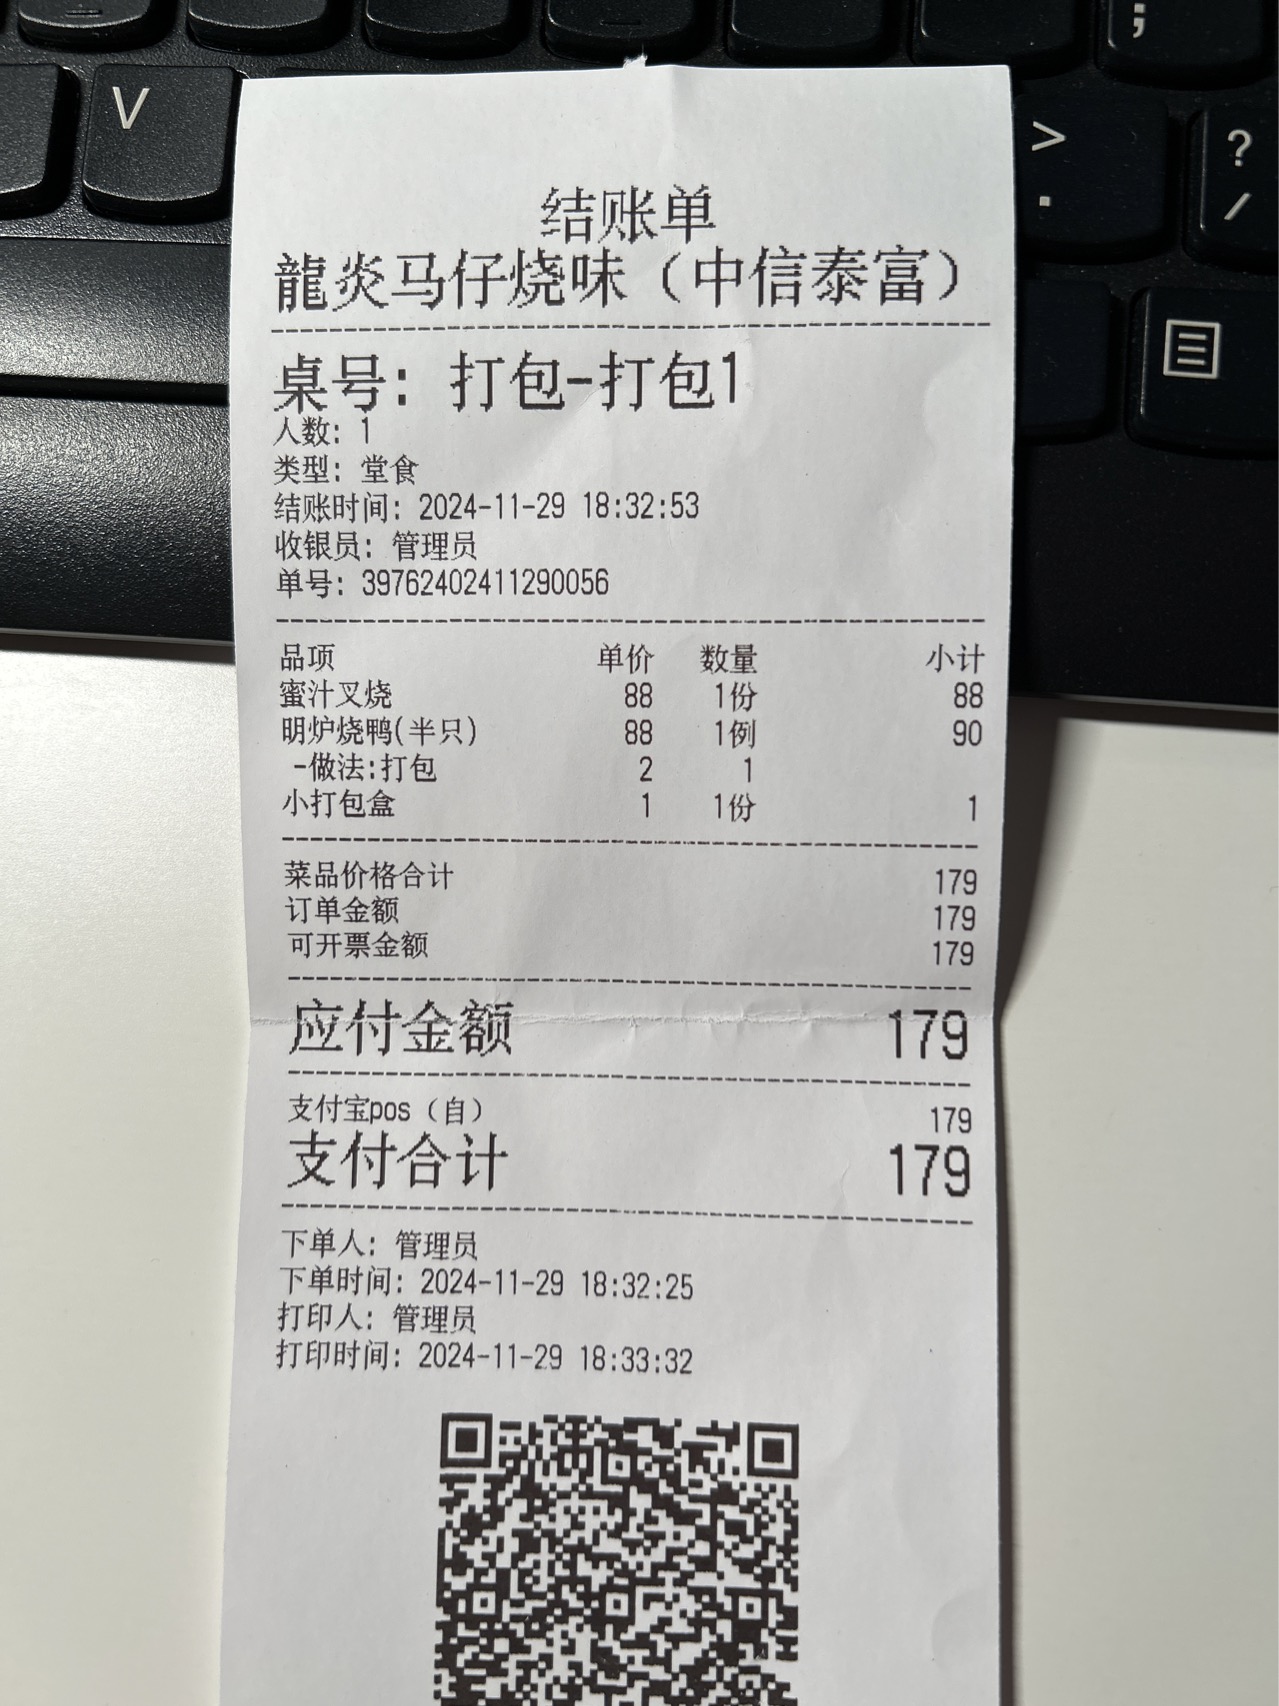 V
;
>
.
?
/
结账单
龍炎马仔烧味（中信泰富）
桌号: 打包-打包1
人数: 1
类型: 堂食
结账时间: 2024-11-29 18:32:53
收银员: 管理员
单号: 39762402411290056
品项 单价 数量 小计
蜜汁叉烧 88 1份 88
明炉烧鸭(半只) 88 1例 90
-做法:打包 2 1
小打包盒 1 1份 1
菜品价格合计 179
订单金额 179
可开票金额 179
应付金额 179
支付宝pos（自） 179
支付合计 179
下单人: 管理员
下单时间: 2024-11-29 18:32:25
打印人: 管理员
打印时间: 2024-11-29 18:33:32